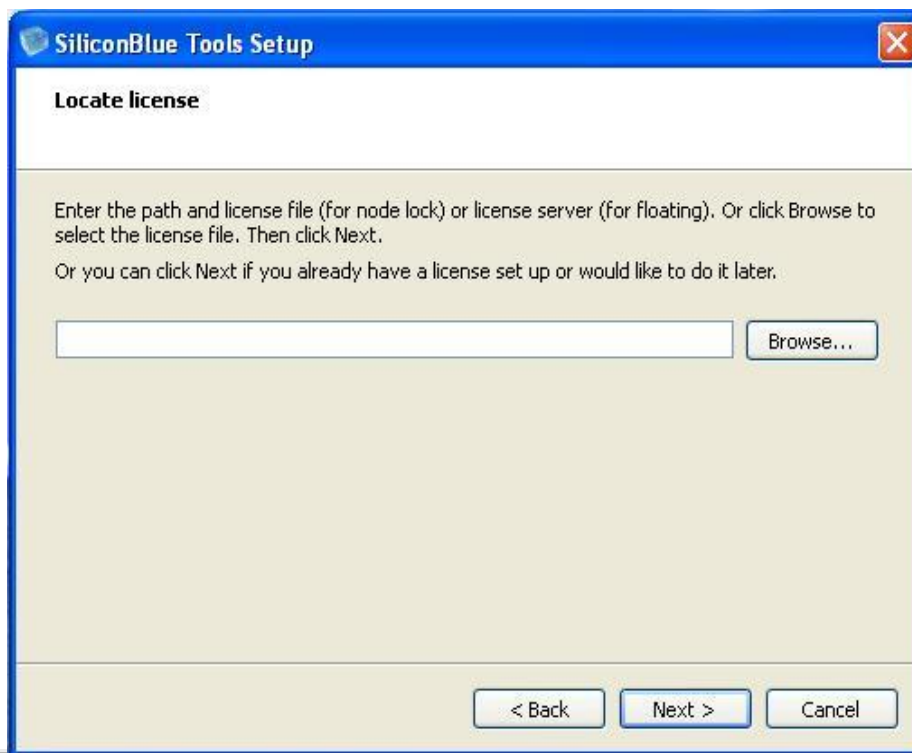 SiliconBlue Tools Setup
Locate license
Enter the path and license file (for node lock) or license server (for floating). Or click Browse to
select the license file. Then click Next.
Or you can click Next if you already have a license set up or would like to do it later.
Browse...
< Back
Next >
Cancel